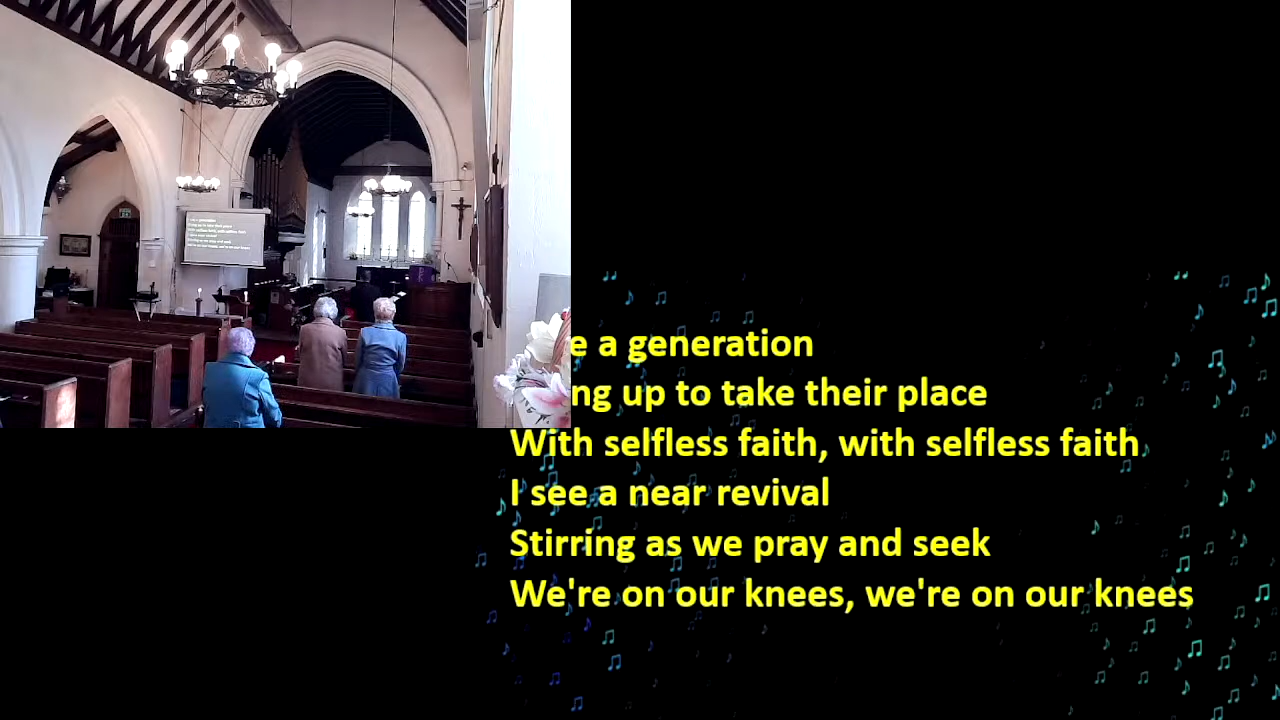 e a generation
ng up to take their place
With selfless faith, with selfless faith
I see a near revival
Stirring as we pray and seek
We're on our knees, we're on our knees